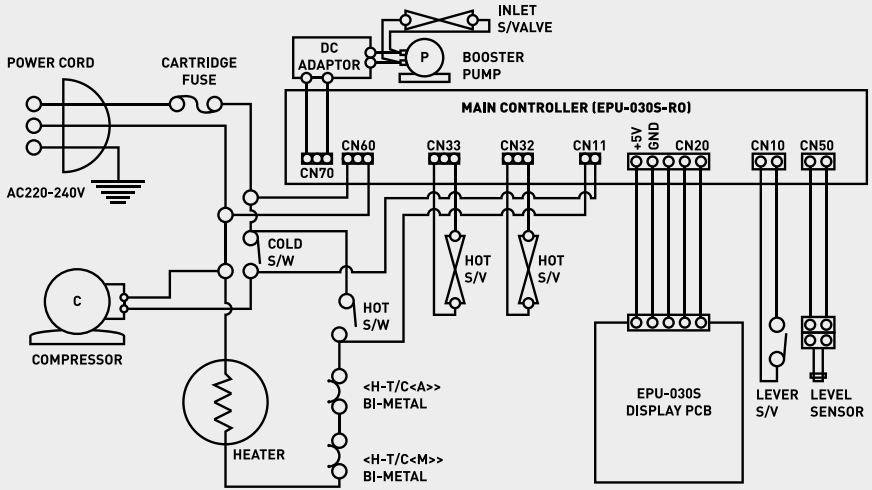 INLET
S/VALVE
POWER CORD
CARTRIDGE
FUSE
DC
ADAPTOR
P
BOOSTER
PUMP
MAIN CONTROLLER (EPU-030S-RO)
+5V
GND
CN70
CN60
CN33
CN32
CN11
CN20
CN10
CN50
AC220-240V
COLD
S/W
HOT
S/V
HOT
S/V
C
COMPRESSOR
HOT
S/W
HEATER
<H-T/C<A>>
BI-METAL
<H-T/C<M>>
BI-METAL
EPU-030S
DISPLAY PCB
LEVER
S/V
LEVEL
SENSOR